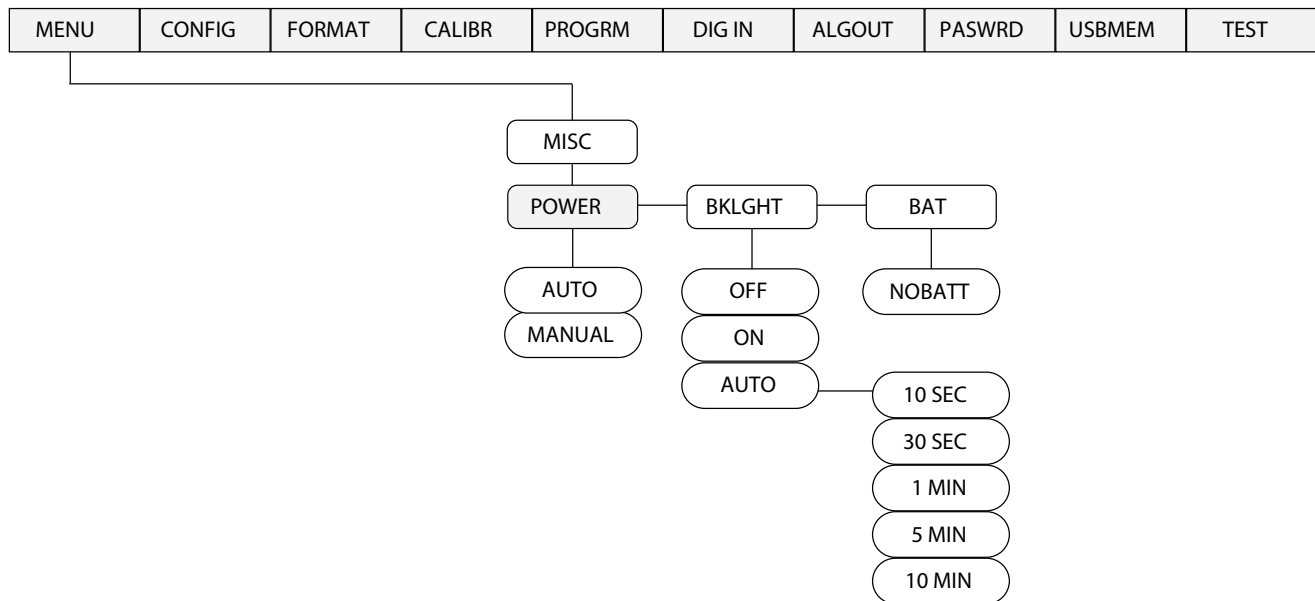 MENU CONFIG FORMAT CALIBR PROGRM DIG IN ALGOUT PASWRD USBMEM TEST
MISC
POWER BKLGHT BAT
AUTO OFF NOBATT
MANUAL ON
AUTO 10 SEC
30 SEC
1 MIN
5 MIN
10 MIN